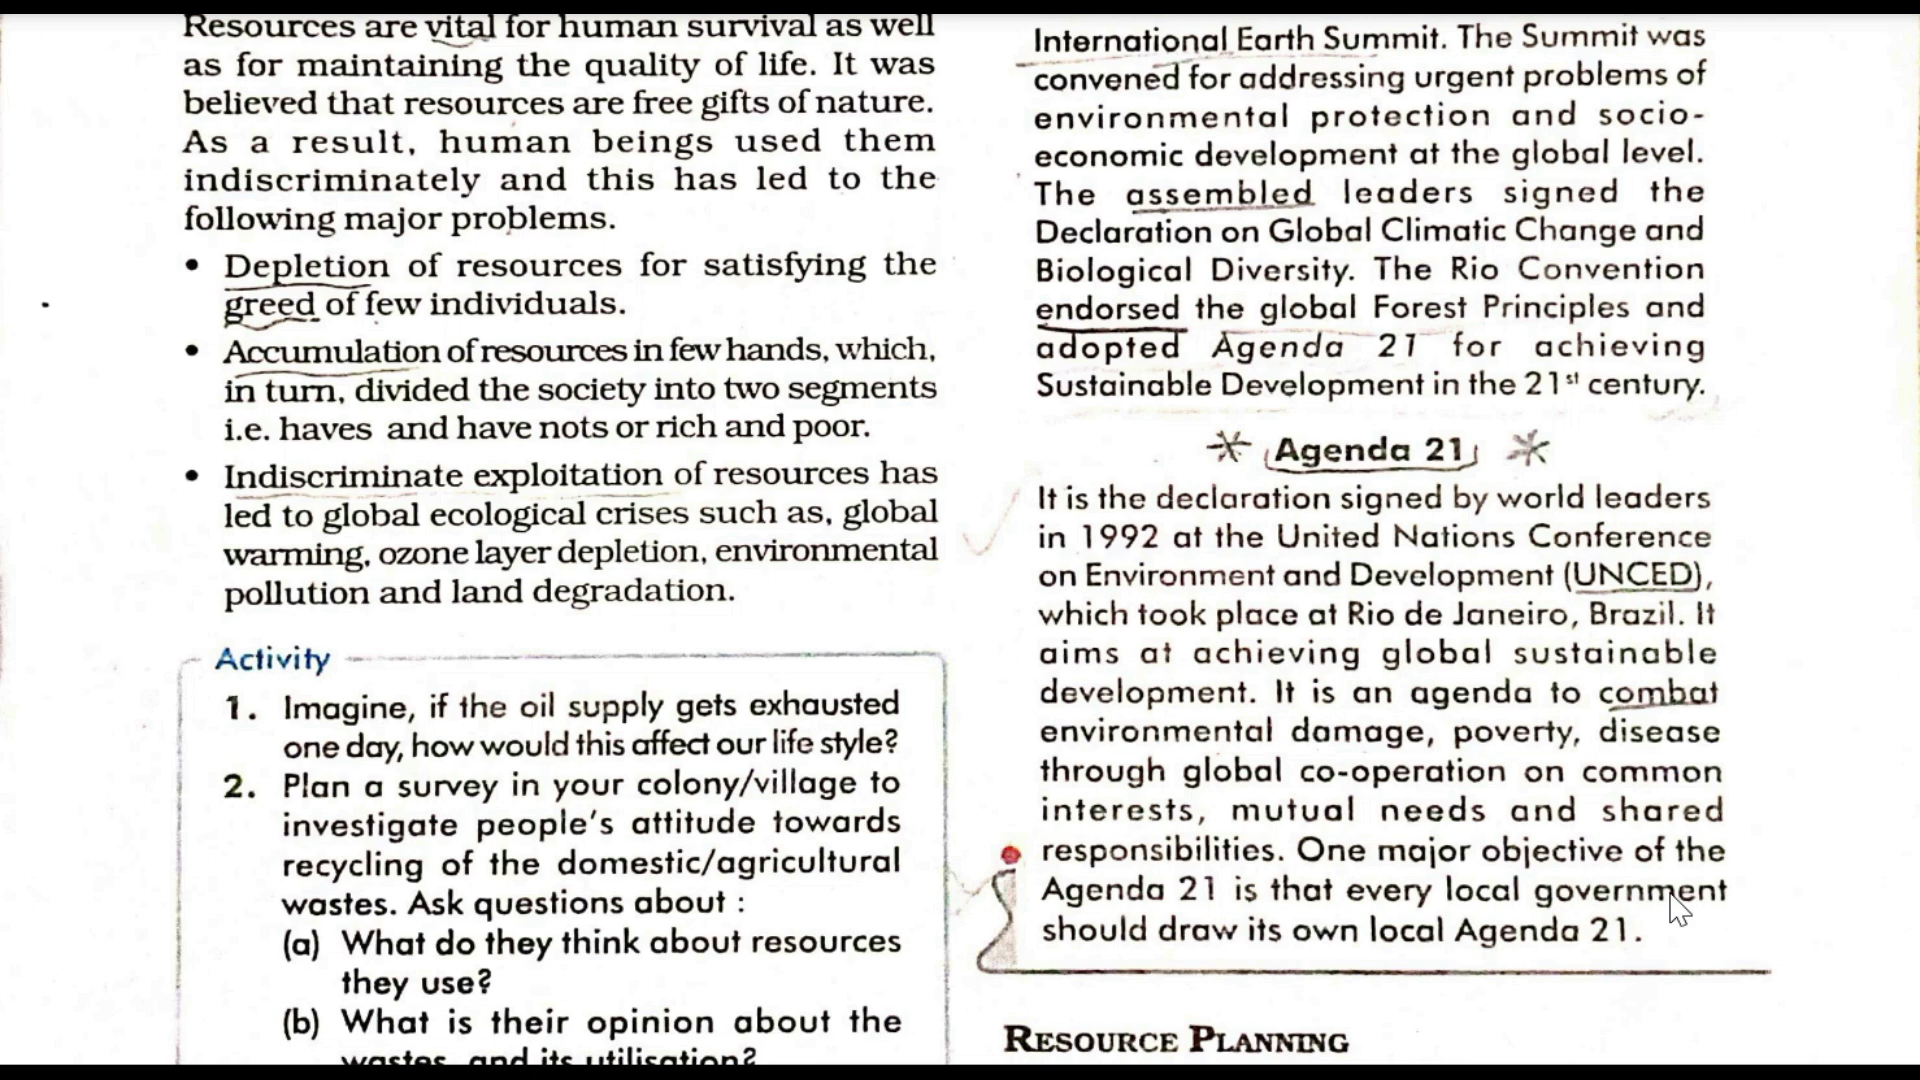 Resources are vital for human survival as well
as for maintaining the quality of life. It was
believed that resources are free gifts of nature.
As a result, human beings used them
indiscriminately and this has led to the
following major problems.
• Depletion of resources for satisfying the
greed of few individuals.
• Accumulation of resources in few hands, which,
in turn, divided the society into two segments
i.e. haves and have nots or rich and poor.
• Indiscriminate exploitation of resources has
led to global ecological crises such as, global
warming, ozone layer depletion, environmental
pollution and land degradation.
Activity
1. Imagine, if the oil supply gets exhausted
one day, how would this affect our life style?
2. Plan a survey in your colony/village to
investigate people's attitude towards
recycling of the domestic/agricultural
wastes. Ask questions about :
(a) What do they think about resources
they use?
(b) What is their opinion about the
wastes, and its utilisation?
International Earth Summit. The Summit was
convened for addressing urgent problems of
environmental protection and socio-
economic development at the global level.
The assembled leaders signed the
Declaration on Global Climatic Change and
Biological Diversity. The Rio Convention
endorsed the global Forest Principles and
adopted Agenda 21 for achieving
Sustainable Development in the 21st century.
Agenda 21
It is the declaration signed by world leaders
in 1992 at the United Nations Conference
on Environment and Development (UNCED),
which took place at Rio de Janeiro, Brazil. It
aims at achieving global sustainable
development. It is an agenda to combat
environmental damage, poverty, disease
through global co-operation on common
interests, mutual needs and shared
responsibilities. One major objective of the
Agenda 21 is that every local government
should draw its own local Agenda 21.
RESOURCE PLANNING